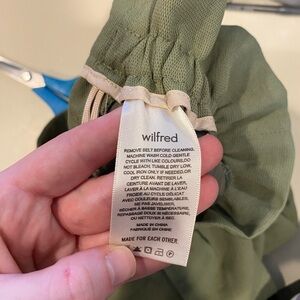 wilfred
REMOVE BELT BEFORE CLEANING.
MACHINE WASH COLD GENTLE
CYCLE WITH LIKE COLOURS.DO
NOT BLEACH, TUMBLE DRY LOW,
COOL IRON ONLY IF NEEDED,OR
DRY CLEAN. RETIRER LA
CEINTURE AVANT DE LAVER,
LAVER À LA MACHINE À L'EAU
FROIDE AU CYCLE DÉLICAT
AVEC COULEURS SEMBLABLES,
NE PAS JAVELLISER,
SÉCHER À BASSE TEMPÉRATURE,
REPASSAGE DOUX SI NÉCESSAIRE,
OU NETTOYER À SEC.
MADE IN CHINA
FABRIQUÉ EN CHINE
MADE FOR EACH OTHER